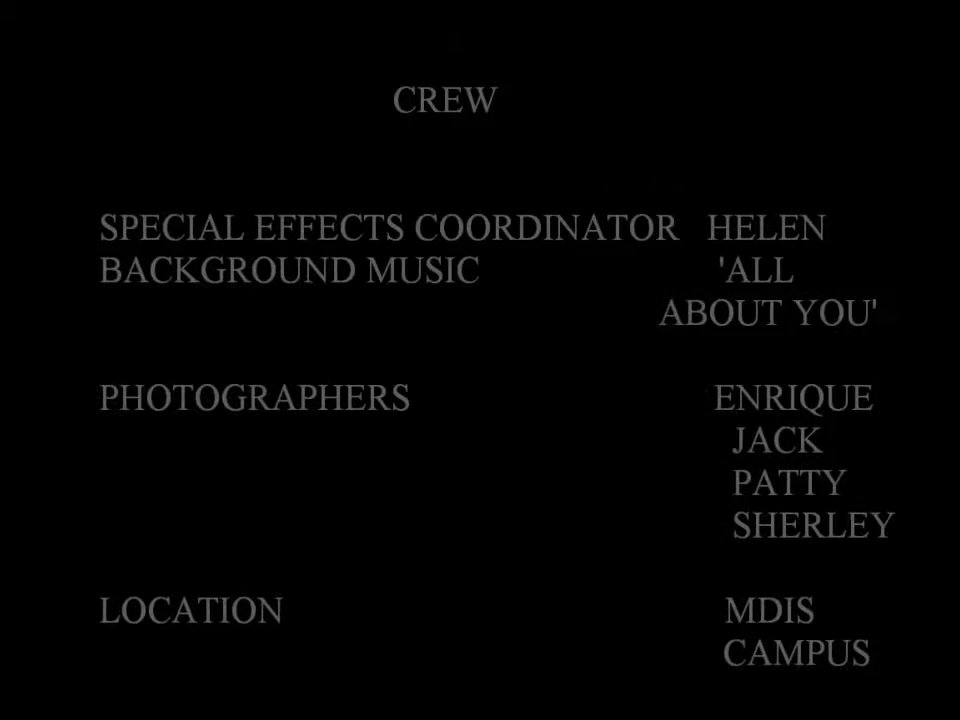 CREW
SPECIAL EFFECTS COORDINATOR HELEN
BACKGROUND MUSIC 'ALL
ABOUT YOU'
PHOTOGRAPHERS ENRIQUE
JACK
PATTY
SHERLEY
LOCATION MDIS
CAMPUS